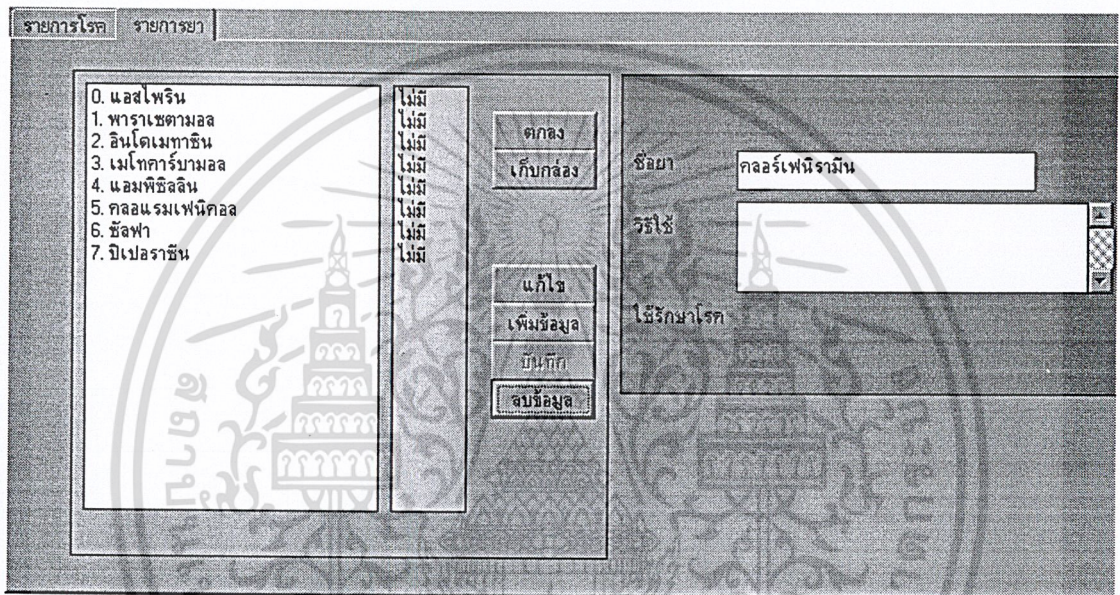 รายการโรค รายการยา
0. แอสไพริน ไม่มี
1. พาราเซตามอล ไม่มี
2. อินโดเมทาซิน ไม่มี
3. เมโทคาร์บามอล ไม่มี
4. แอมพิซิลลิน ไม่มี
5. คลอแรมเฟนิคอล ไม่มี
6. ซัลฟา ไม่มี
7. ปิเปอราซีน ไม่มี
ตกลง
เก็บกล่อง
แก้ไข
เพิ่มข้อมูล
บันทึก
ลบข้อมูล
ชื่อยา คลอร์เฟนิรามีน
วิธีใช้
ใช้รักษาโรค